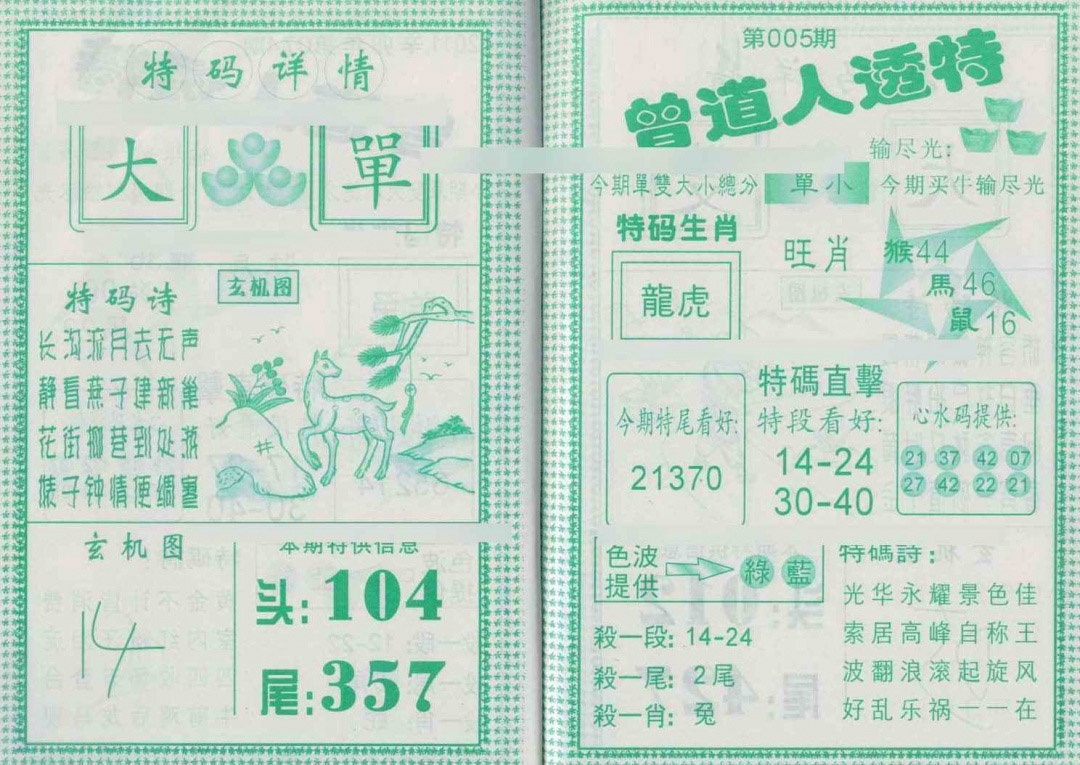 特码详情
大 單
特码诗
玄机图
长沟流月去无声
静看燕子建新巢
花街柳巷到处游
婊子钟情便绸
玄机图
14
本期特供信息
头:104
尾:357
第005期
曾道人透特
输尽光:
今期單雙大小總分 單小 今期买牛输尽光
特码生肖
龍虎
旺肖
猴44
馬46
鼠16
今期特尾看好:
21370
特碼直擊
特段看好:
14-24
30-40
心水码提供:
21 37 42 07
27 42 22 21
色波
提供
綠 藍
殺一段: 14-24
殺一尾: 2尾
殺一肖: 兔
特碼詩:
光华永耀景色佳
索居高峰自称王
波翻浪滚起旋风
好乱乐祸十一在